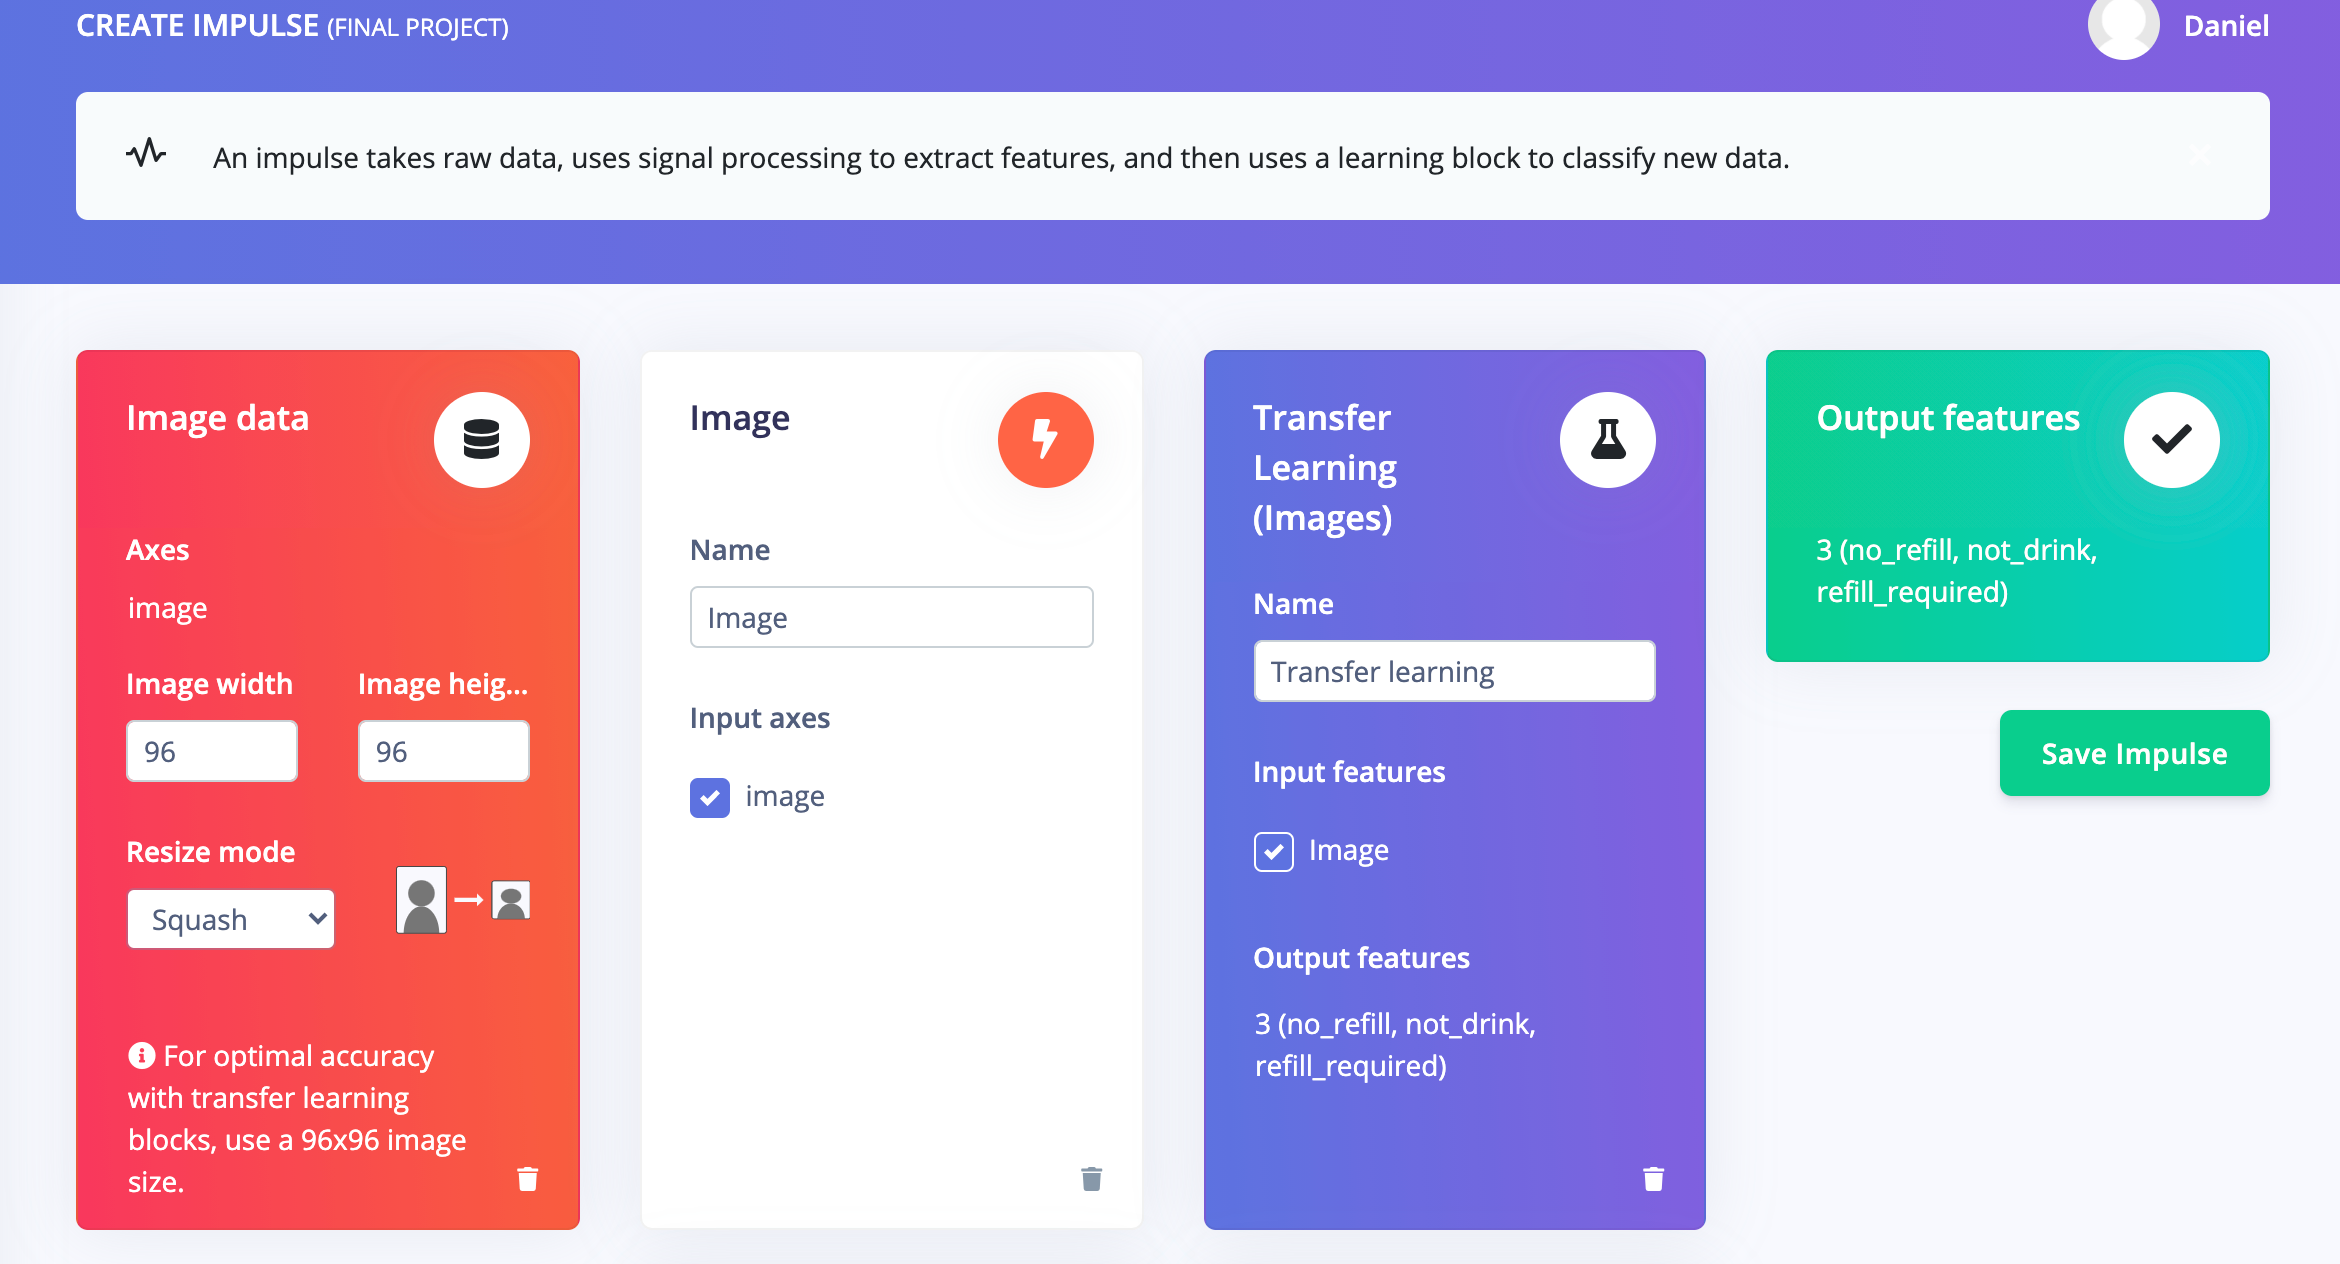 CREATE IMPULSE (FINAL PROJECT)
Daniel
An impulse takes raw data, uses signal processing to extract features, and then uses a learning block to classify new data.
Image data
Axes
image
Image width
Image heig...
96
96
Resize mode
Squash
For optimal accuracy
with transfer learning
blocks, use a 96x96 image
size.
Image
Name
Image
Input axes
image
Transfer
Learning
(Images)
Name
Transfer learning
Input features
Image
Output features
3 (no_refill, not_drink,
refill_required)
Output features
3 (no_refill, not_drink,
refill_required)
Save Impulse